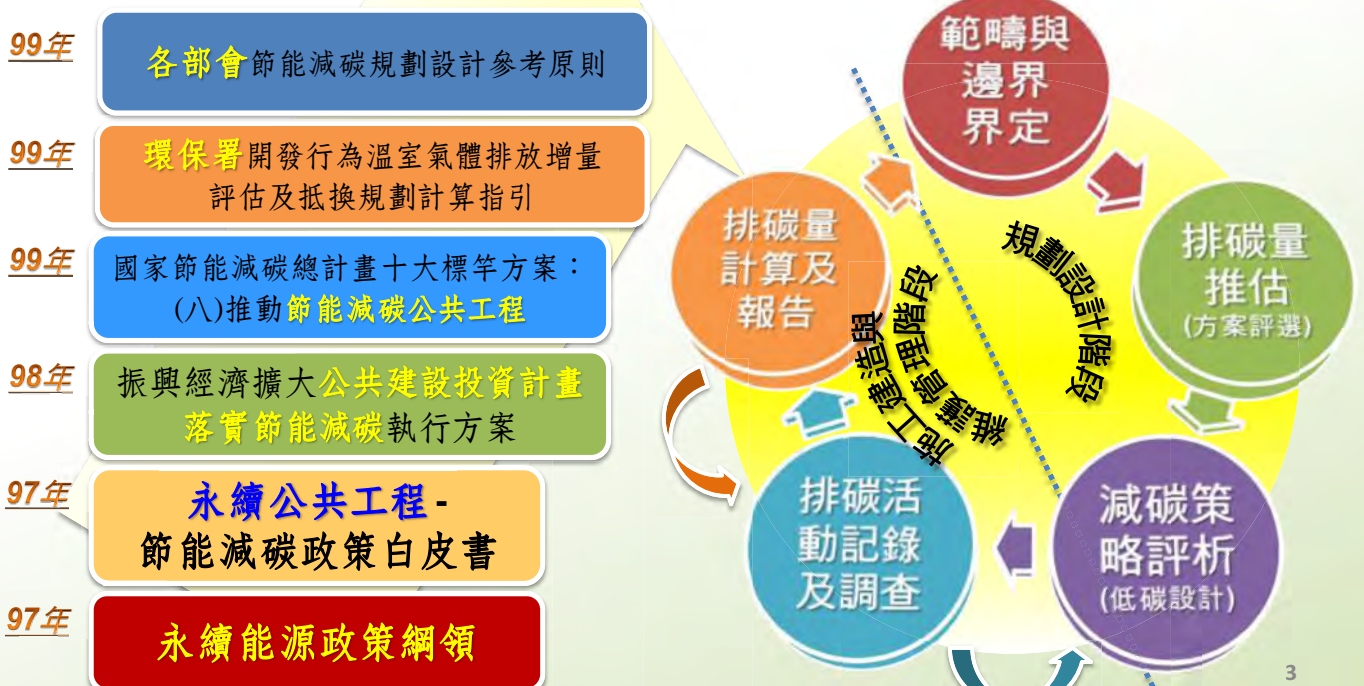 99年
各部會節能減碳規劃設計參考原則
99年
環保署開發行為溫室氣體排放增量
評估及抵換規劃計算指引
99年
國家節能減碳總計畫十大標竿方案：
(八)推動節能減碳公共工程
98年
振興經濟擴大公共建設投資計畫
落實節能減碳執行方案
97年
永續公共工程-
節能減碳政策白皮書
97年
永續能源政策綱領
範疇與
邊界
界定
排碳量
推估
(方案評選)
減碳策
略評析
(低碳設計)
排碳活
動記錄
及調查
排碳量
計算及
報告
規劃設計階段
施工建造與
維護管理階段
3